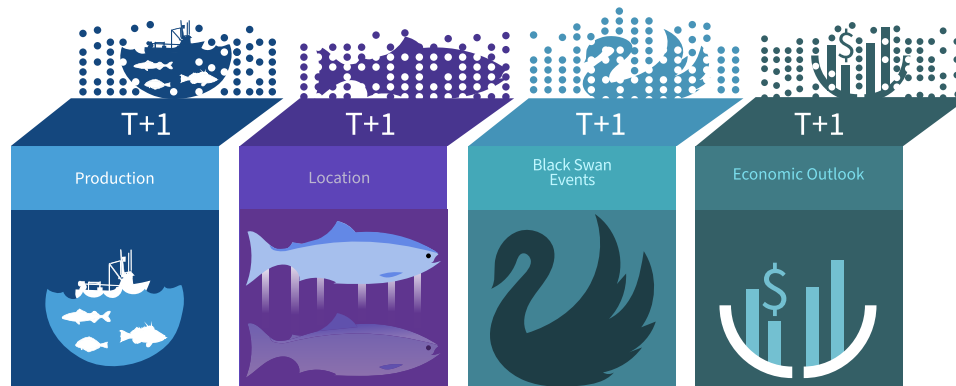 T+1
T+1
T+1
T+1
Production
Location
Black Swan
Events
Economic Outlook
$
$